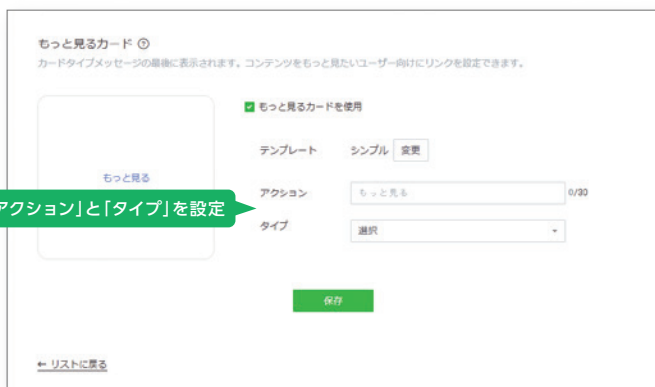 もっと見るカード ?
カードタイプメッセージの最後に表示されます。コンテンツをもっと見たいユーザー向けにリンクを設定できます。
もっと見るカードを使用
テンプレート シンプル 変更
もっと見る
アクション もっと見る 0/30
アクション」と「タイプ」を設定
タイプ 選択
保存
← リストに戻る